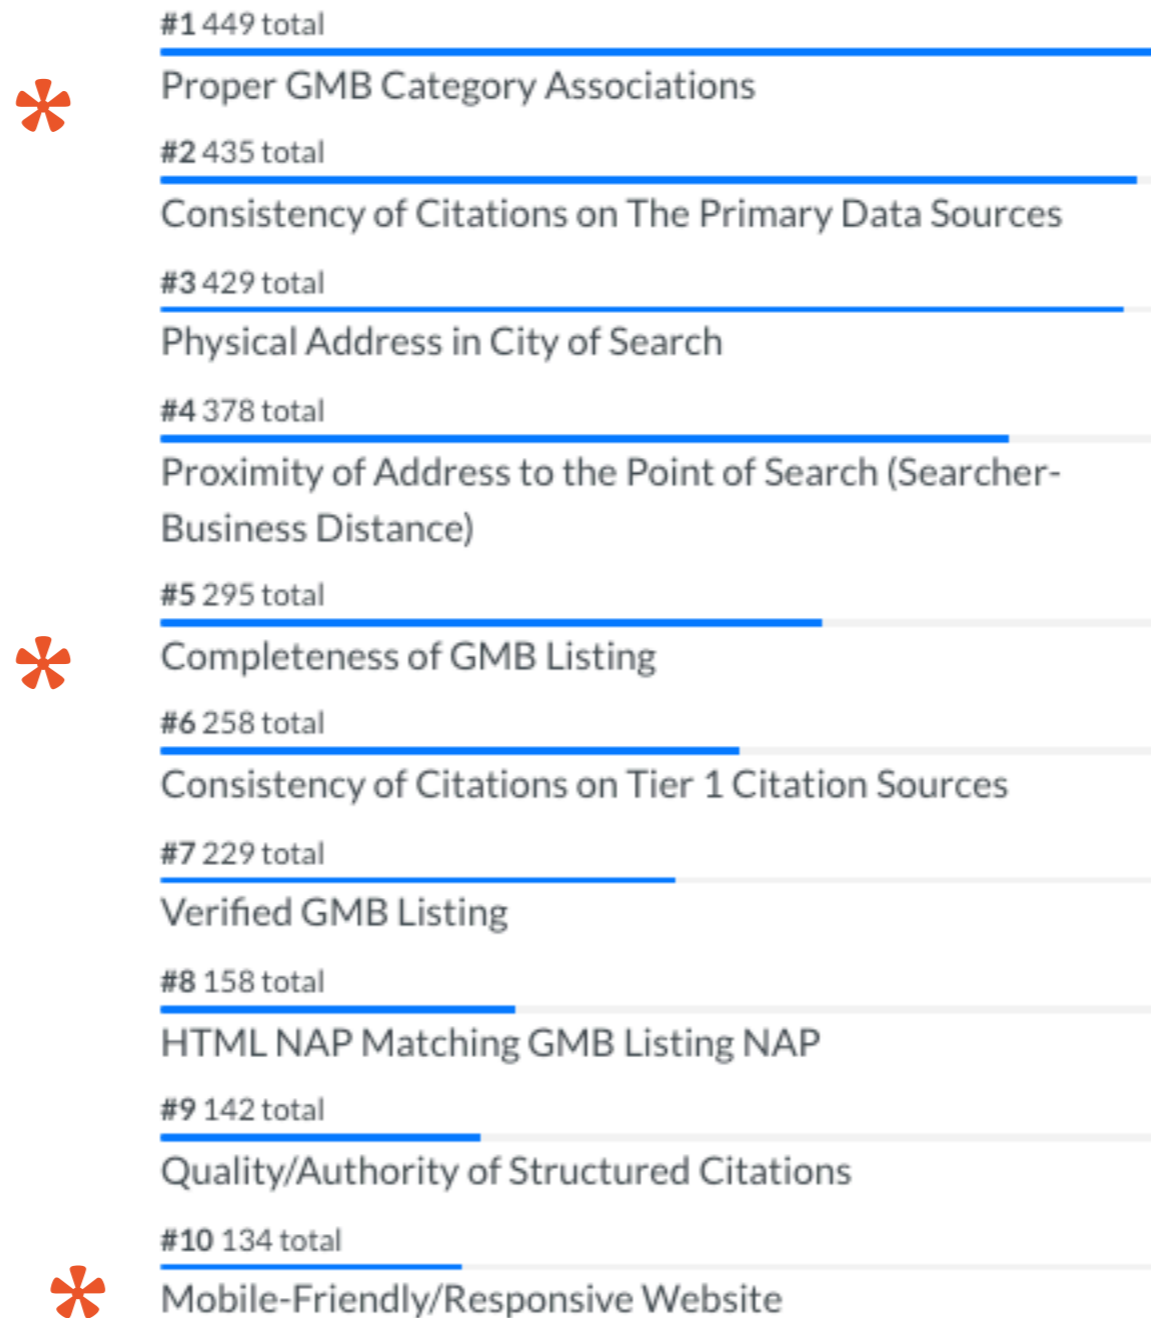 #1 449 total
Proper GMB Category Associations
#2 435 total
Consistency of Citations on The Primary Data Sources
#3 429 total
Physical Address in City of Search
#4 378 total
Proximity of Address to the Point of Search (Searcher-
Business Distance)
#5 295 total
Completeness of GMB Listing
#6 258 total
Consistency of Citations on Tier 1 Citation Sources
#7 229 total
Verified GMB Listing
#8 158 total
HTML NAP Matching GMB Listing NAP
#9 142 total
Quality/Authority of Structured Citations
#10 134 total
Mobile-Friendly/Responsive Website